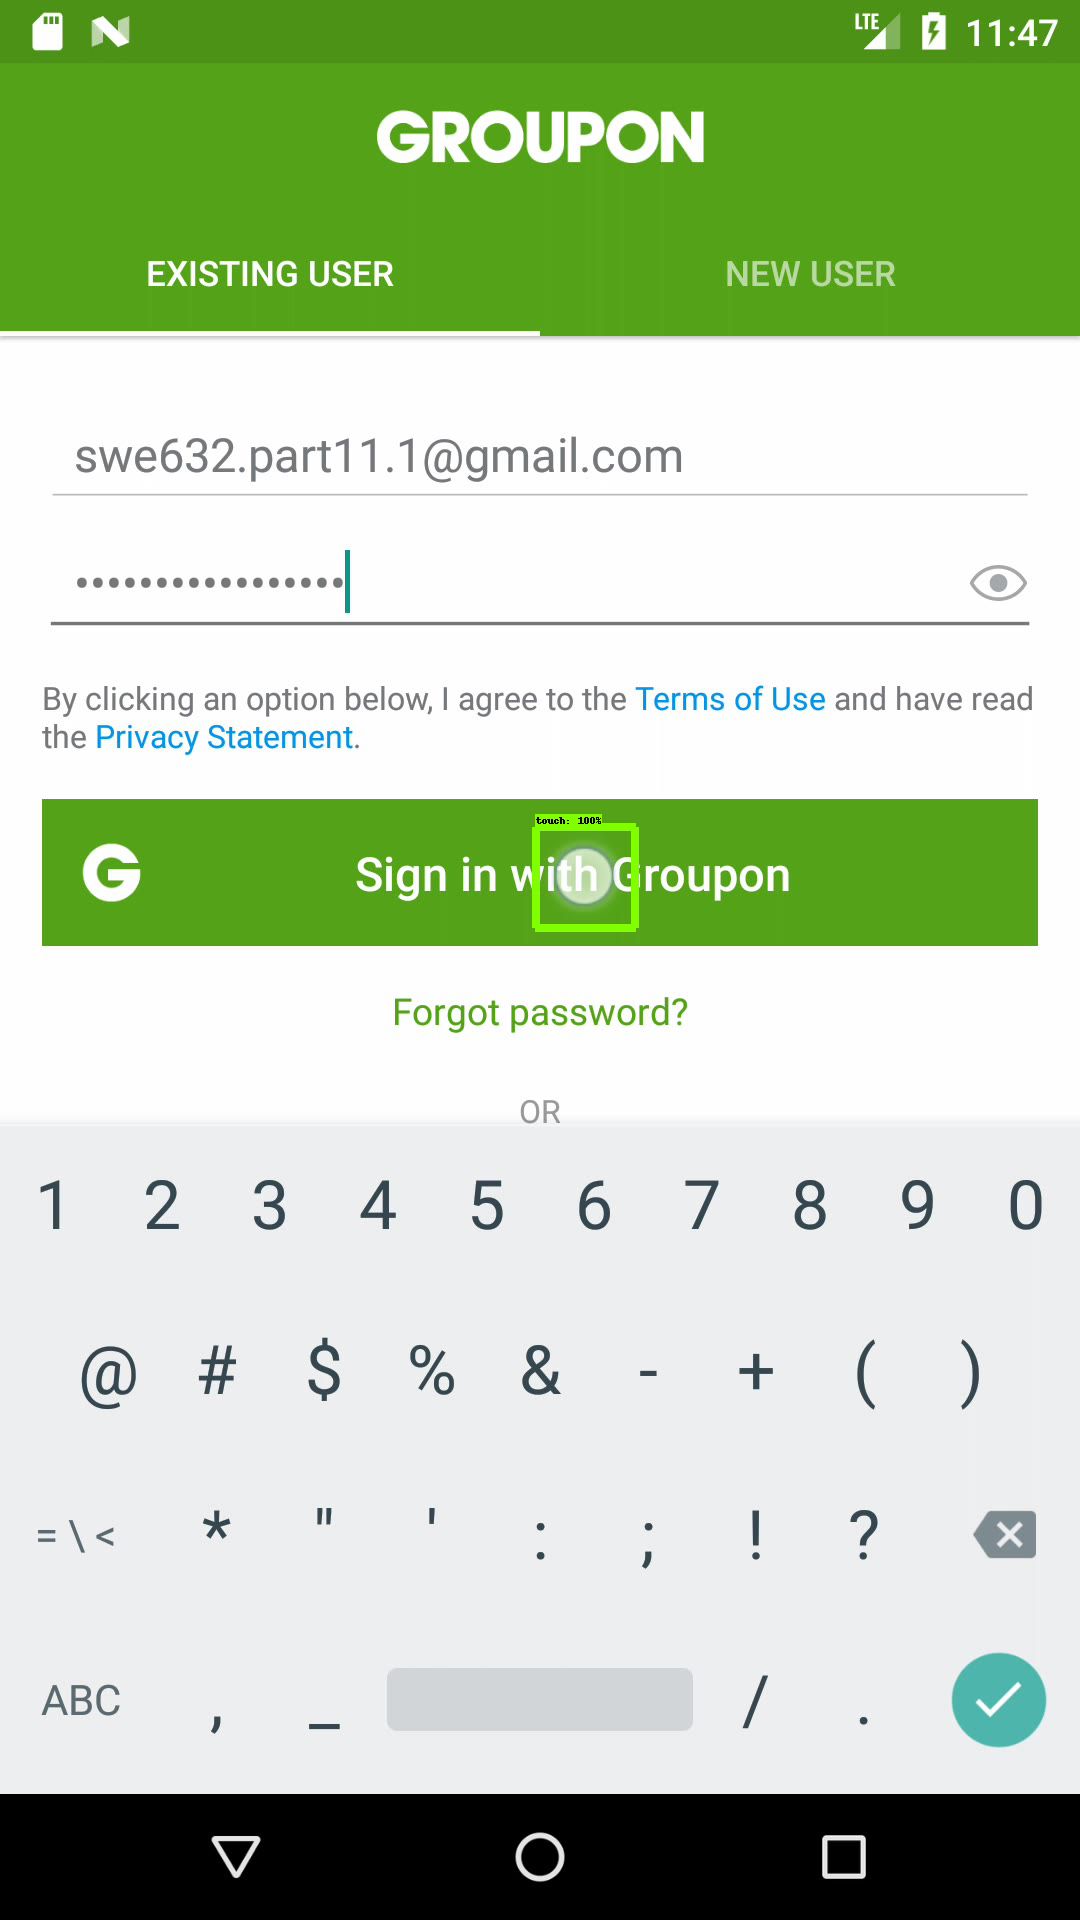 LTE 11:47
GROUPON
EXISTING USER NEW USER
swe632.part11.1@gmail.com
•••••••••••••••••
By clicking an option below, I agree to the Terms of Use and have read
the Privacy Statement.
touch: 100%
G Sign in with Groupon
Forgot password?
OR
1 2 3 4 5 6 7 8 9 0
@ # $ % & - + ( )
= \ < * " ' : ; ! ?
ABC , _ / .